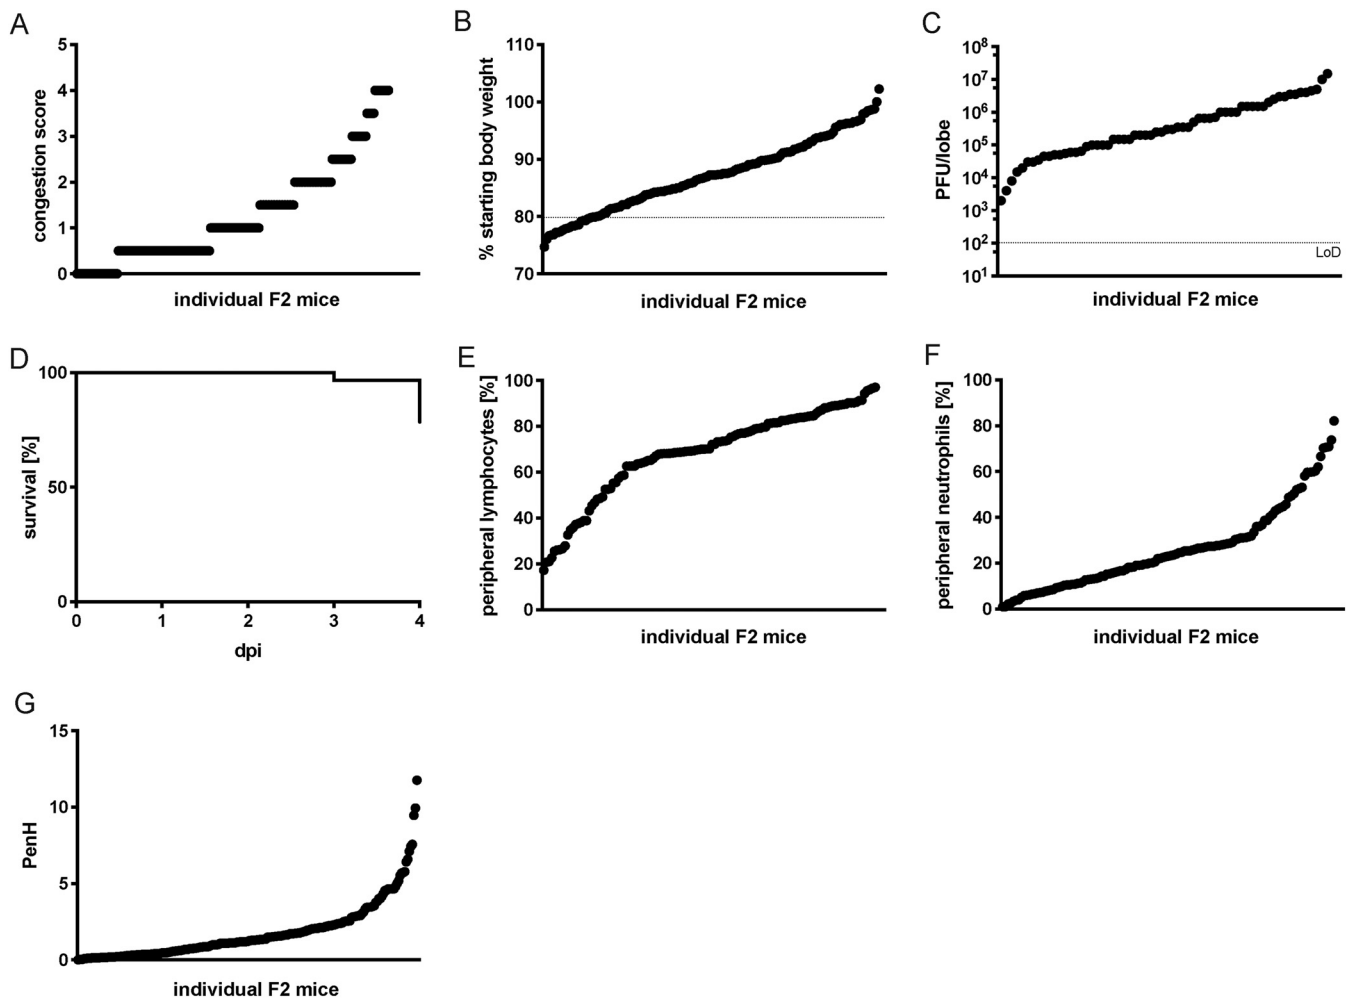 A
congestion score
5
4
3
2
1
0
individual F2 mice
B
% starting body weight
110
100
90
80
70
individual F2 mice
C
PFU/lobe
10⁸
10⁷
10⁶
10⁵
10⁴
10³
10²
10¹
LoD
individual F2 mice
D
survival [%]
100
50
0
0 1 2 3 4
dpi
E
peripheral lymphocytes [%]
100
80
60
40
20
0
individual F2 mice
F
peripheral neutrophils [%]
100
80
60
40
20
0
individual F2 mice
G
PenH
15
10
5
0
individual F2 mice